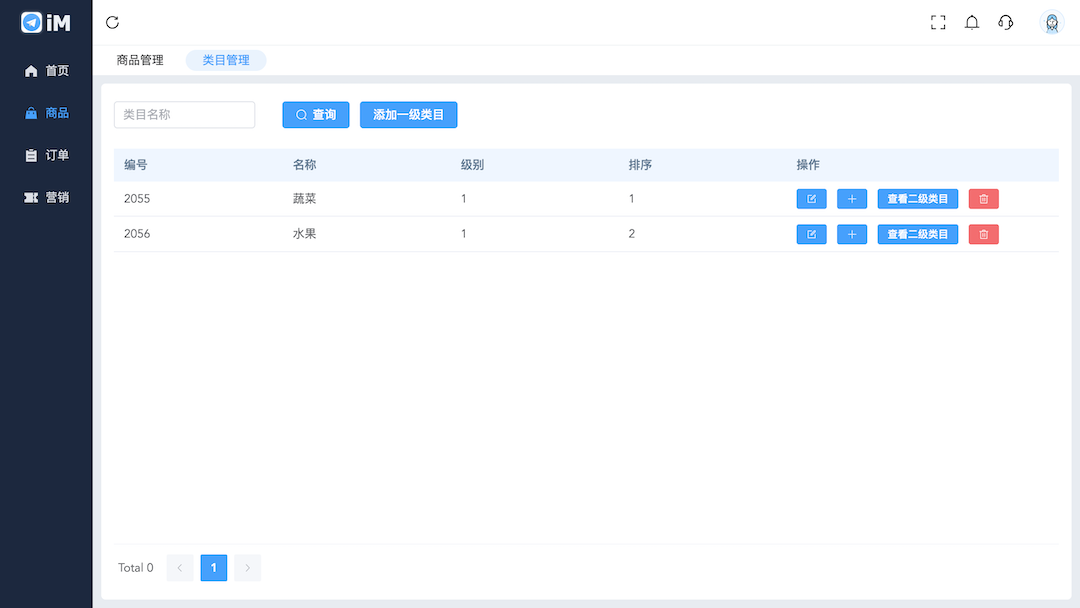 iM
首页
商品
订单
营销
商品管理 类目管理
类目名称 查询 添加一级类目
编号 名称 级别 排序 操作
2055 蔬菜 1 1 查看二级类目
2056 水果 1 2 查看二级类目
Total 0 1